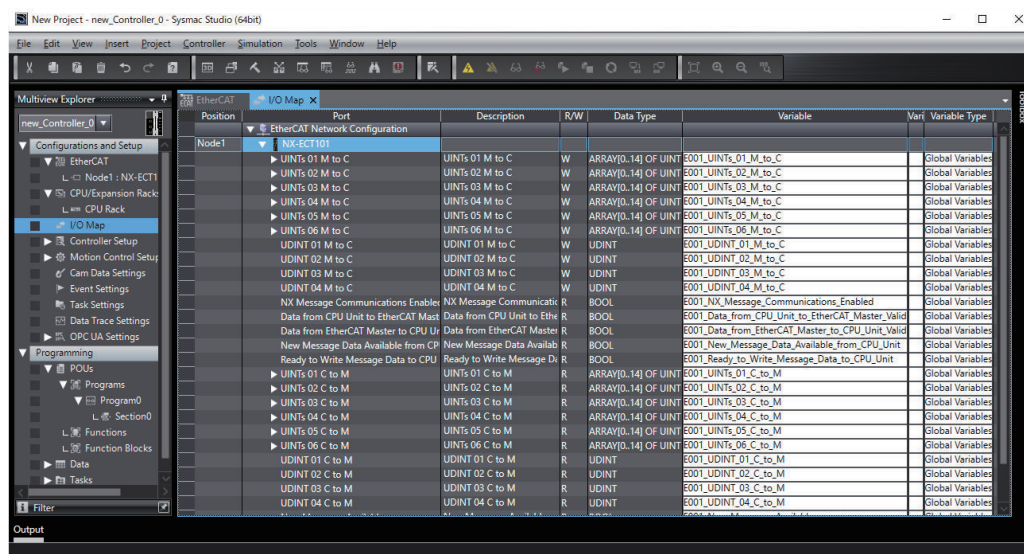 New Project - new_Controller_0 - Sysmac Studio (64bit)
File Edit View Insert Project Controller Simulation Tools Window Help
Multiview Explorer
new_Controller_0
Configurations and Setup
EtherCAT
Node1 : NX-ECT1
CPU/Expansion Racks
CPU Rack
I/O Map
Controller Setup
Motion Control Setup
Cam Data Settings
Event Settings
Task Settings
Data Trace Settings
OPC UA Settings
Programming
POUs
Programs
Program0
Section0
Functions
Function Blocks
Data
Tasks
Filter
Output
Toolbox
EtherCAT I/O Map
Position Port Description R/W Data Type Variable Vari Variable Type
EtherCAT Network Configuration
Node1 NX-ECT101
UINTs 01 M to C UINTs 01 M to C W ARRAY[0..14] OF UINT E001_UINTs_01_M_to_C Global Variables
UINTs 02 M to C UINTs 02 M to C W ARRAY[0..14] OF UINT E001_UINTs_02_M_to_C Global Variables
UINTs 03 M to C UINTs 03 M to C W ARRAY[0..14] OF UINT E001_UINTs_03_M_to_C Global Variables
UINTs 04 M to C UINTs 04 M to C W ARRAY[0..14] OF UINT E001_UINTs_04_M_to_C Global Variables
UINTs 05 M to C UINTs 05 M to C W ARRAY[0..14] OF UINT E001_UINTs_05_M_to_C Global Variables
UINTs 06 M to C UINTs 06 M to C W ARRAY[0..14] OF UINT E001_UINTs_06_M_to_C Global Variables
UDINT 01 M to C UDINT 01 M to C W UDINT E001_UDINT_01_M_to_C Global Variables
UDINT 02 M to C UDINT 02 M to C W UDINT E001_UDINT_02_M_to_C Global Variables
UDINT 03 M to C UDINT 03 M to C W UDINT E001_UDINT_03_M_to_C Global Variables
UDINT 04 M to C UDINT 04 M to C W UDINT E001_UDINT_04_M_to_C Global Variables
NX Message Communications Enabled NX Message Communicatic R BOOL E001_NX_Message_Communications_Enabled Global Variables
Data from CPU Unit to EtherCAT Mast Data from CPU Unit to Ethe R BOOL E001_Data_from_CPU_Unit_to_EtherCAT_Master_Valid Global Variables
Data from EtherCAT Master to CPU Ur Data from EtherCAT Master R BOOL E001_Data_from_EtherCAT_Master_to_CPU_Unit_Valid Global Variables
New Message Data Available from CP New Message Data Availab R BOOL E001_New_Message_Data_Available_from_CPU_Unit Global Variables
Ready to Write Message Data to CPU Ready to Write Message Da R BOOL E001_Ready_to_Write_Message_Data_to_CPU_Unit Global Variables
UINTs 01 C to M UINTs 01 C to M R ARRAY[0..14] OF UINT E001_UINTs_01_C_to_M Global Variables
UINTs 02 C to M UINTs 02 C to M R ARRAY[0..14] OF UINT E001_UINTs_02_C_to_M Global Variables
UINTs 03 C to M UINTs 03 C to M R ARRAY[0..14] OF UINT E001_UINTs_03_C_to_M Global Variables
UINTs 04 C to M UINTs 04 C to M R ARRAY[0..14] OF UINT E001_UINTs_04_C_to_M Global Variables
UINTs 05 C to M UINTs 05 C to M R ARRAY[0..14] OF UINT E001_UINTs_05_C_to_M Global Variables
UINTs 06 C to M UINTs 06 C to M R ARRAY[0..14] OF UINT E001_UINTs_06_C_to_M Global Variables
UDINT 01 C to M UDINT 01 C to M R UDINT E001_UDINT_01_C_to_M Global Variables
UDINT 02 C to M UDINT 02 C to M R UDINT E001_UDINT_02_C_to_M Global Variables
UDINT 03 C to M UDINT 03 C to M R UDINT E001_UDINT_03_C_to_M Global Variables
UDINT 04 C to M UDINT 04 C to M R UDINT E001_UDINT_04_C_to_M Global Variables